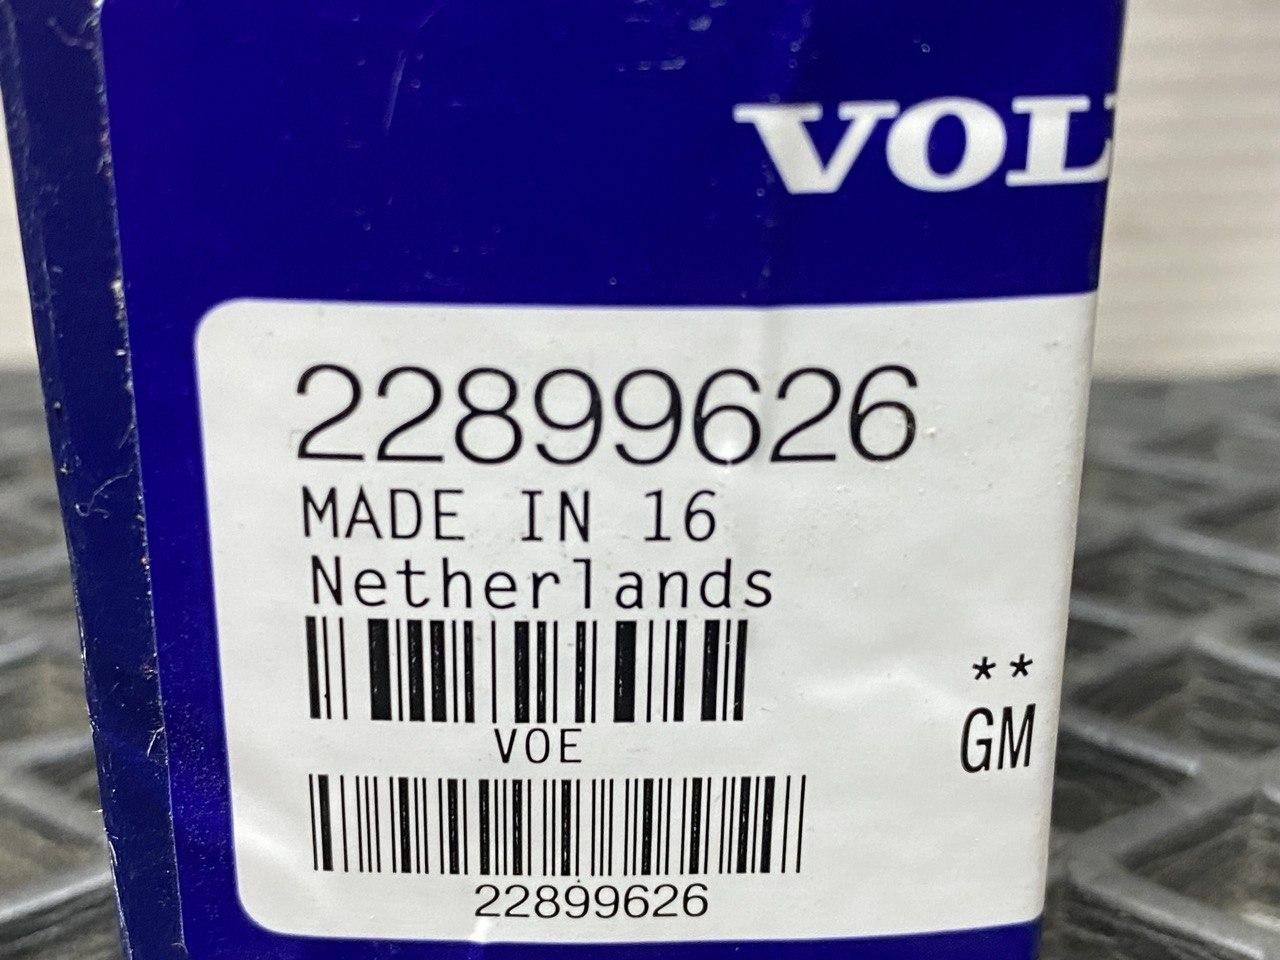 VOL
22899626
MADE IN 16
Netherlands
VOE
**
GM
22899626